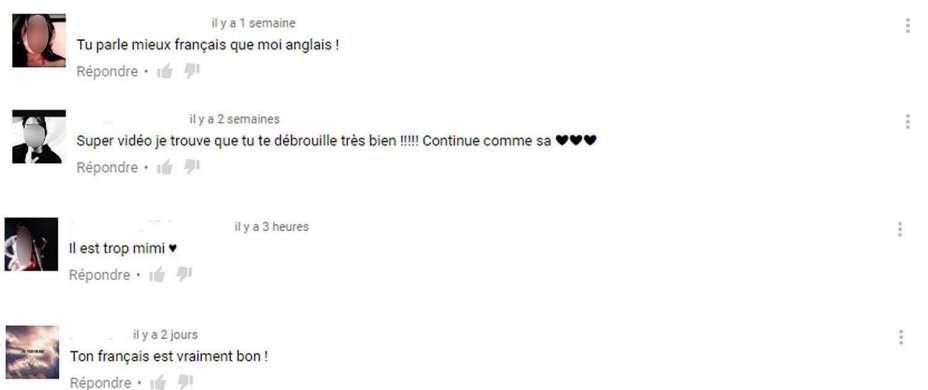 il y a 1 semaine
Tu parle mieux français que moi anglais !
Répondre •
il y a 2 semaines
Super vidéo je trouve que tu te débrouille très bien !!!!! Continue comme sa ♥♥♥
Répondre •
il y a 3 heures
Il est trop mimi ♥
Répondre •
il y a 2 jours
Ton français est vraiment bon !
Répondre •